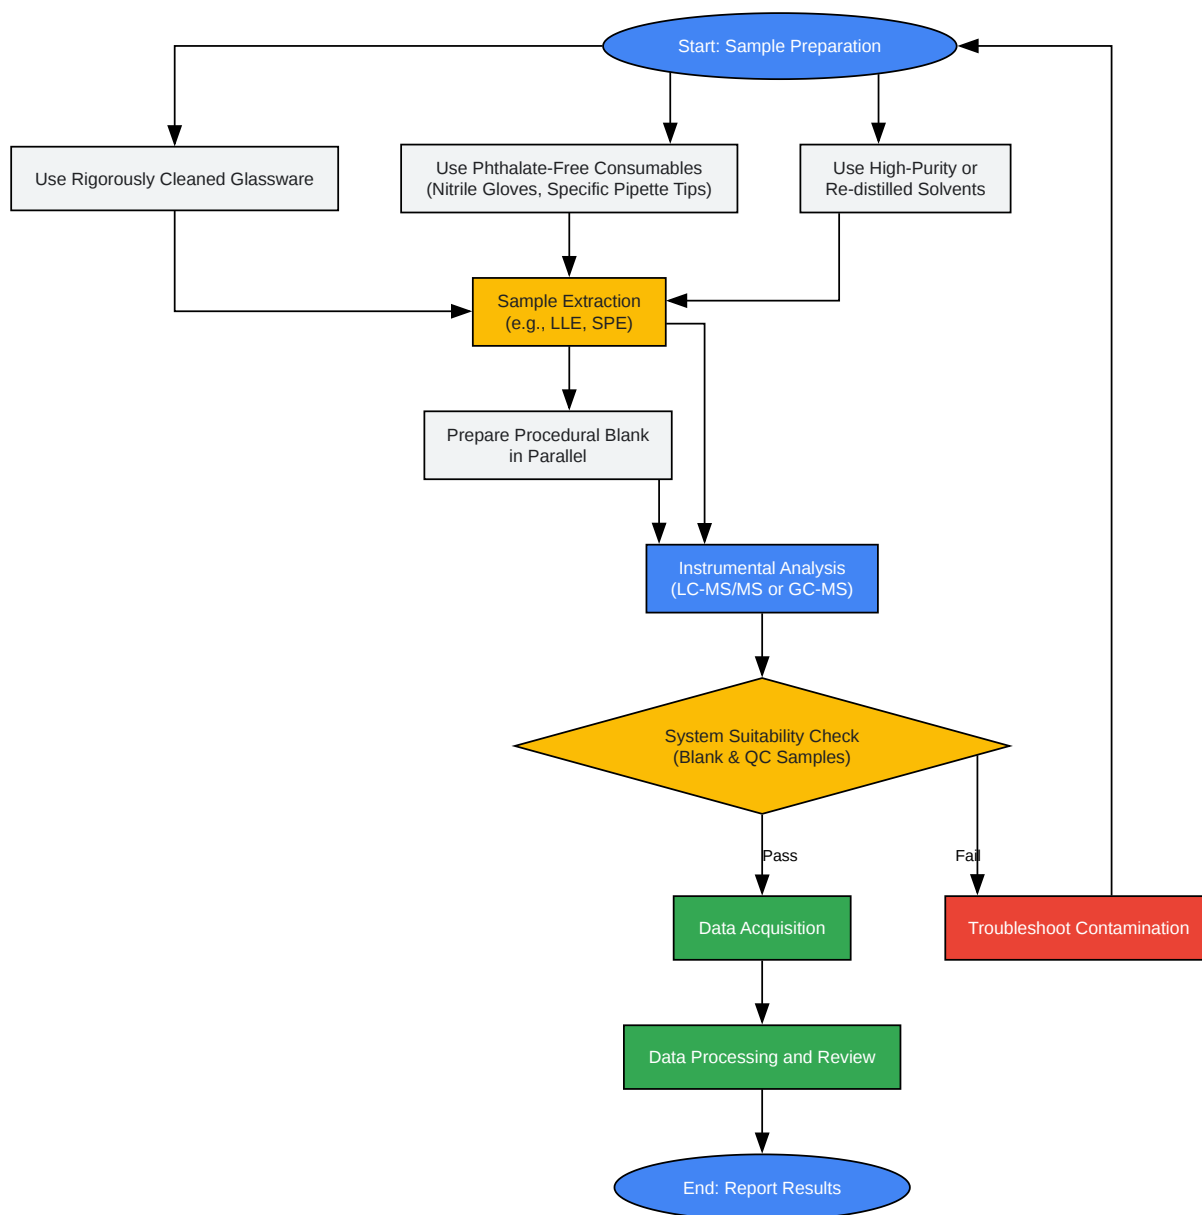 Start: Sample Preparation
Use Rigorously Cleaned Glassware
Use Phthalate-Free Consumables
(Nitrile Gloves, Specific Pipette Tips)
Use High-Purity or
Re-distilled Solvents
Sample Extraction
(e.g., LLE, SPE)
Prepare Procedural Blank
in Parallel
Instrumental Analysis
(LC-MS/MS or GC-MS)
System Suitability Check
(Blank & QC Samples)
Pass
Fail
Data Acquisition
Troubleshoot Contamination
Data Processing and Review
End: Report Results